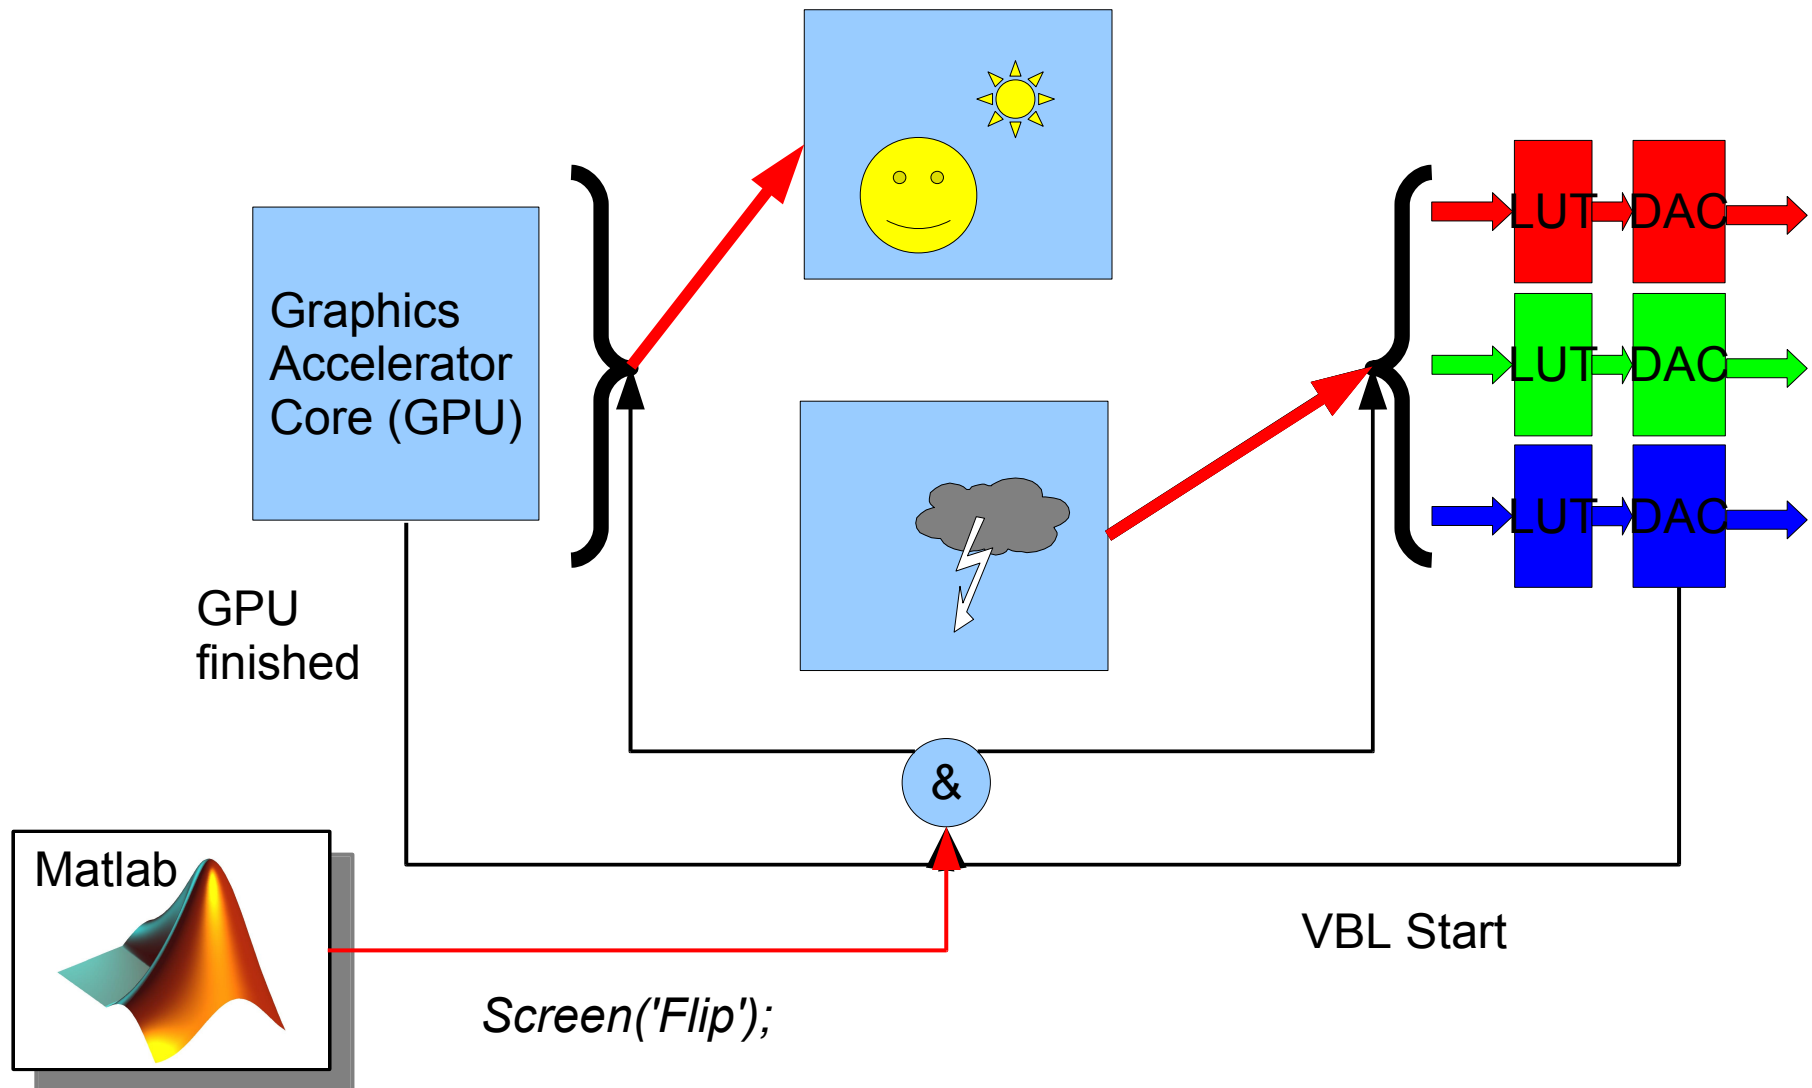 Graphics
Accelerator
Core (GPU)
LUT DAC
LUT DAC
LUT DAC
GPU
finished
&
Matlab
VBL Start
Screen('Flip');